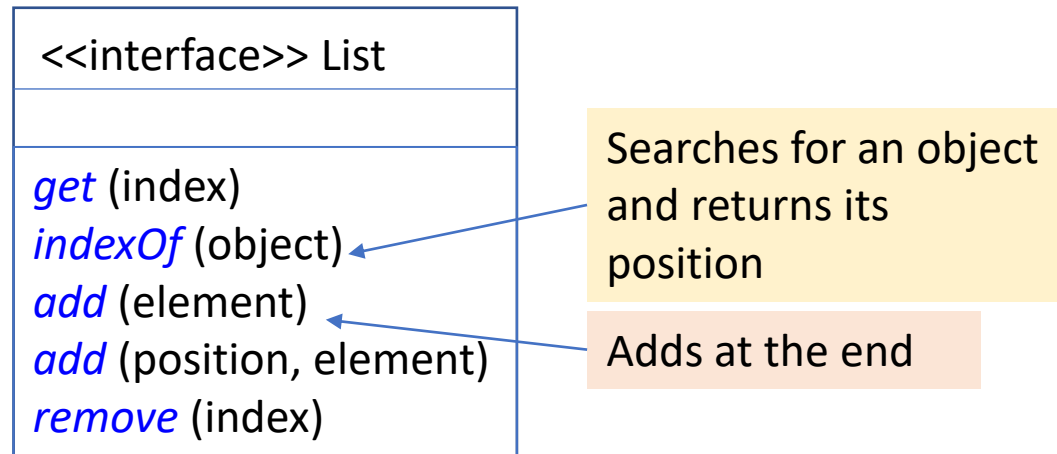 <<interface>> List
get (index)
indexOf (object)
add (element)
add (position, element)
remove (index)
Searches for an object
and returns its
position
Adds at the end